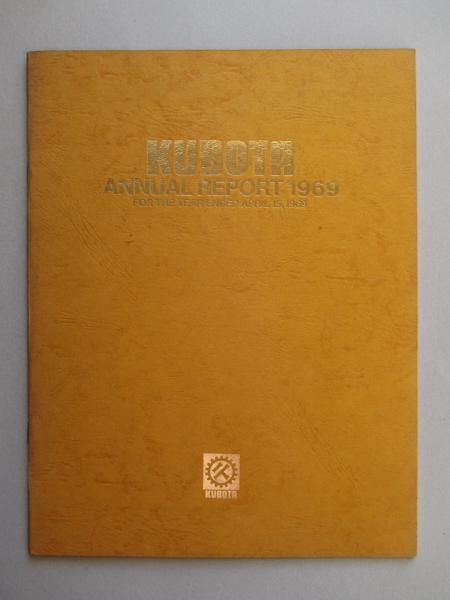 KUBOTA
ANNUAL REPORT 1969
FOR THE YEAR ENDED APRIL 15, 1969
KUBOTA